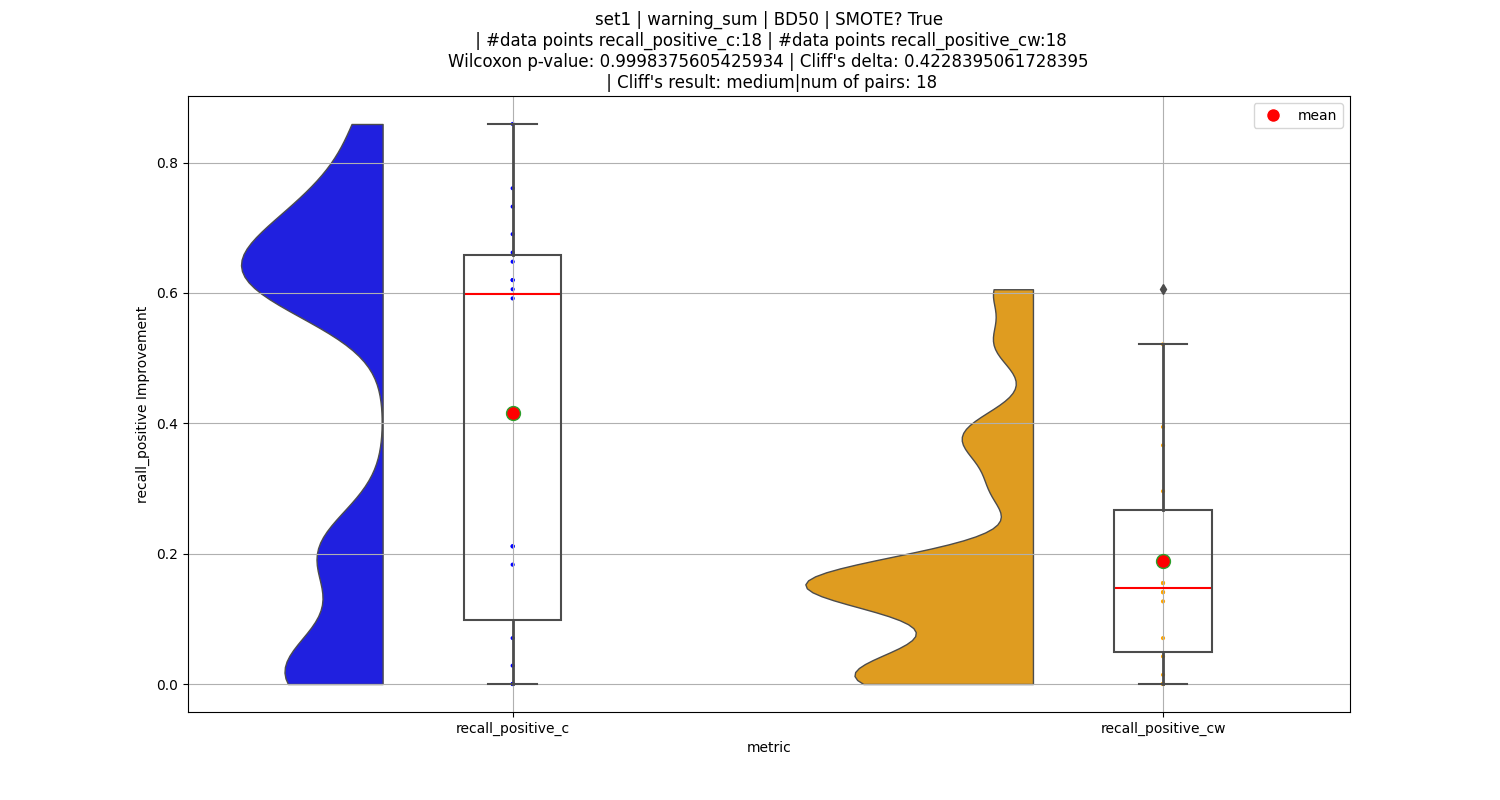 set1 | warning_sum | BD50 | SMOTE? True
| #data points recall_positive_c:18 | #data points recall_positive_cw:18
Wilcoxon p-value: 0.9998375605425934 | Cliff's delta: 0.4228395061728395
| Cliff's result: medium|num of pairs: 18
mean
0.8
0.6
0.4
0.2
0.0
recall_positive Improvement
recall_positive_c
recall_positive_cw
metric